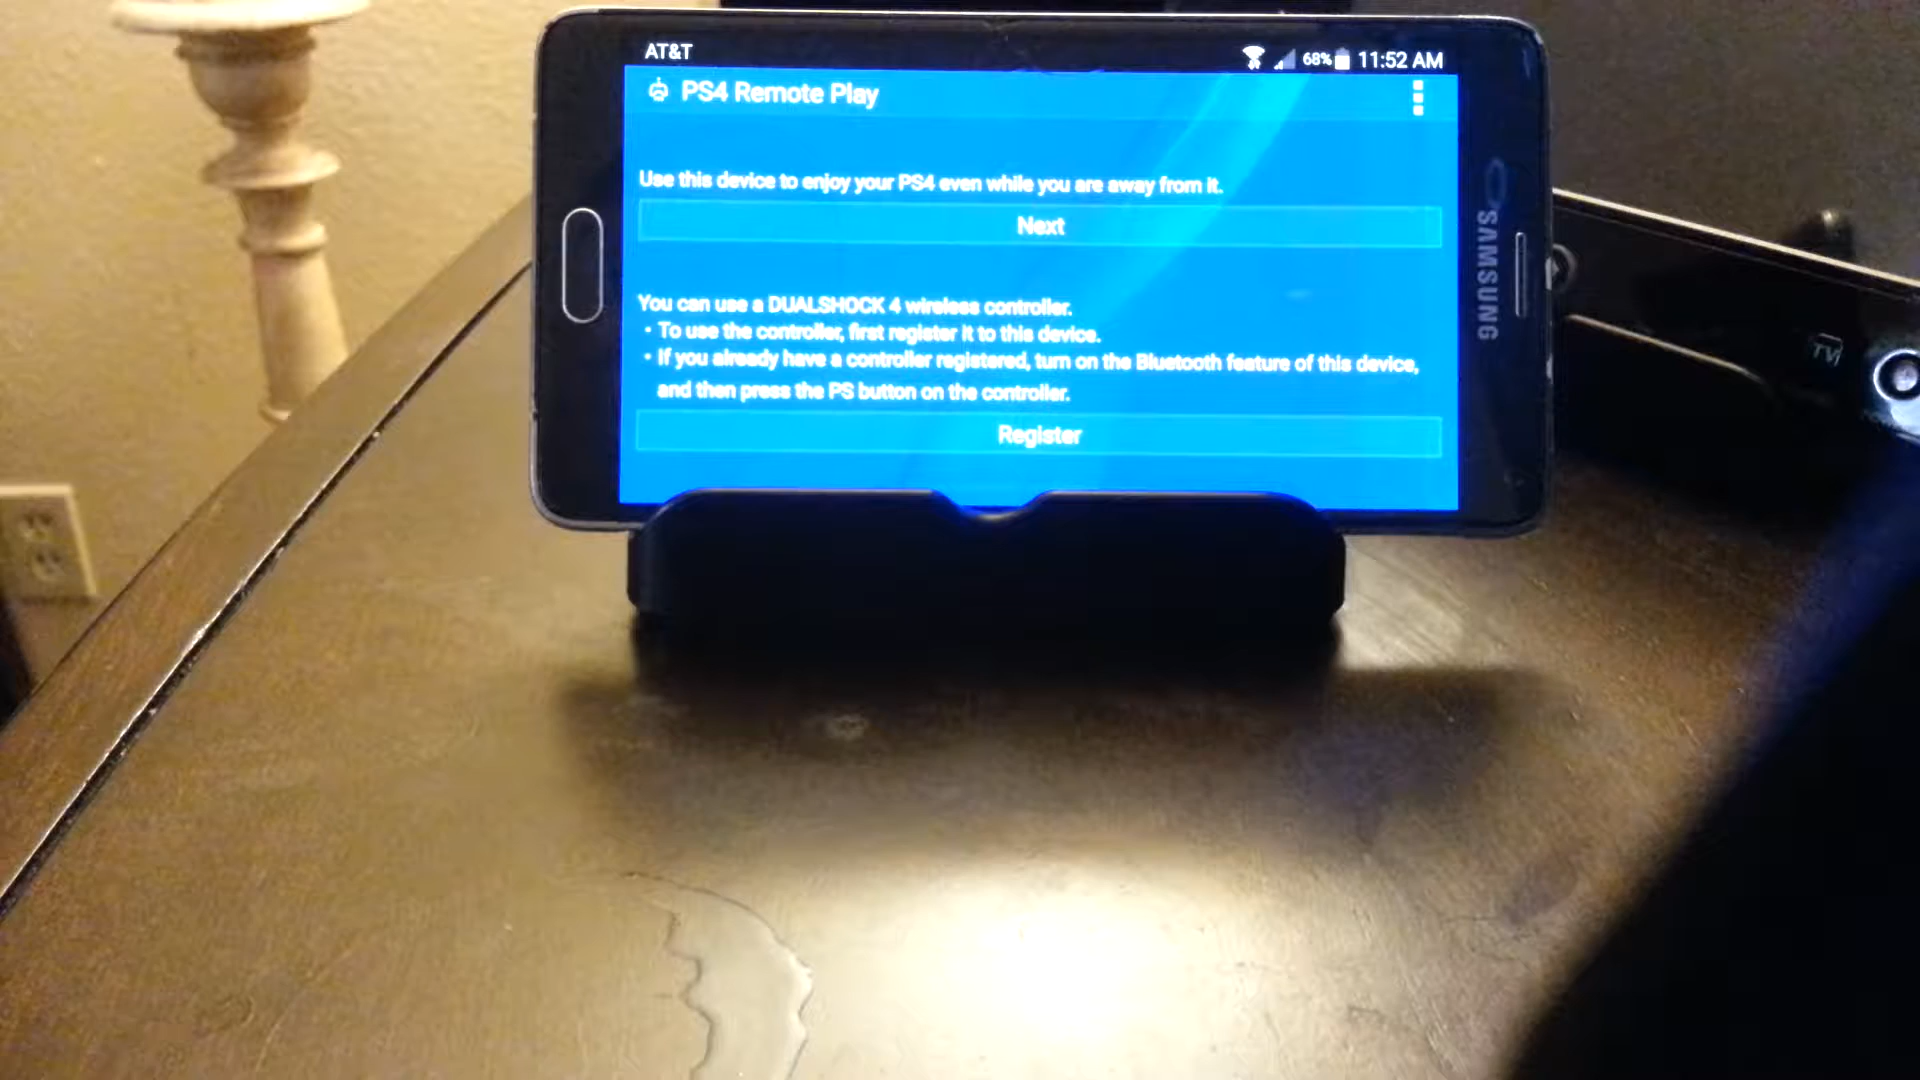 AT&T
68% 11:52 AM
PS4 Remote Play
Use this device to enjoy your PS4 even while you are away from it.
Next
You can use a DUALSHOCK 4 wireless controller.
• To use the controller, first register it to this device.
• If you already have a controller registered, turn on the Bluetooth feature of this device,
and then press the PS button on the controller.
Register
SAMSUNG
TV